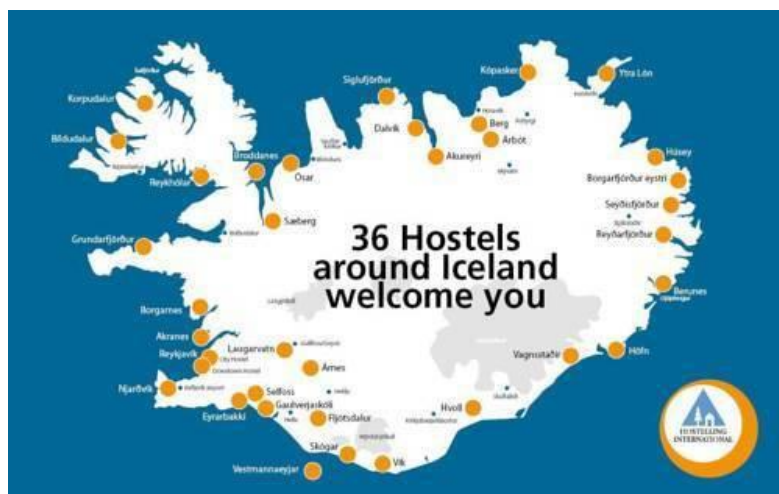 36 Hostels
around Iceland
welcome you
Siglufjörður
Kópasker
Ytra Lón
Korpudalur
Berg
Dalvík
Árbót
Bíldudalur
Broddanes
Ósar
Akureyri
Húsey
Reykhólar
Borgarfjörður eystri
Seyðisfjörður
Sæberg
Grundarfjörður
Reyðarfjörður
Berunes
Borgarnes
Akranes
Laugarvatn
Reykjavík
City Hostel
Downtown Hostel
Höfn
Vagnsstaðir
Árnes
Njarðvík
Selfoss
Gaulverjaskóli
Eyrarbakki
Fljótsdalur
Hvoll
Skógar
Vík
Vestmannaeyjar
HOSTELLING
INTERNATIONAL